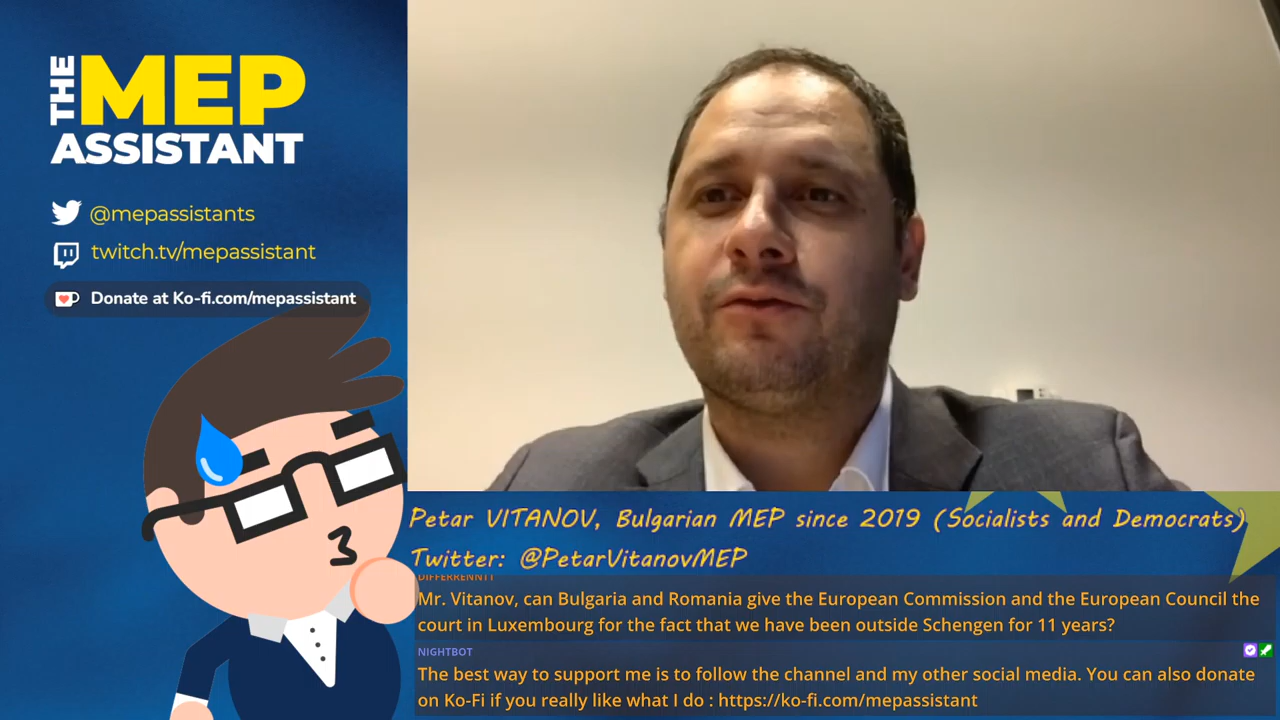 THE
MEP
ASSISTANT
@mepassistants
twitch.tv/mepassistant
Donate at Ko-fi.com/mepassistant
Petar VITANOV, Bulgarian MEP since 2019 (Socialists and Democrats)
Twitter: @PetarVitanovMEP
DIFFERRENNTT
Mr. Vitanov, can Bulgaria and Romania give the European Commission and the European Council the
court in Luxembourg for the fact that we have been outside Schengen for 11 years?
NIGHTBOT
The best way to support me is to follow the channel and my other social media. You can also donate
on Ko-Fi if you really like what I do : https://ko-fi.com/mepassistant